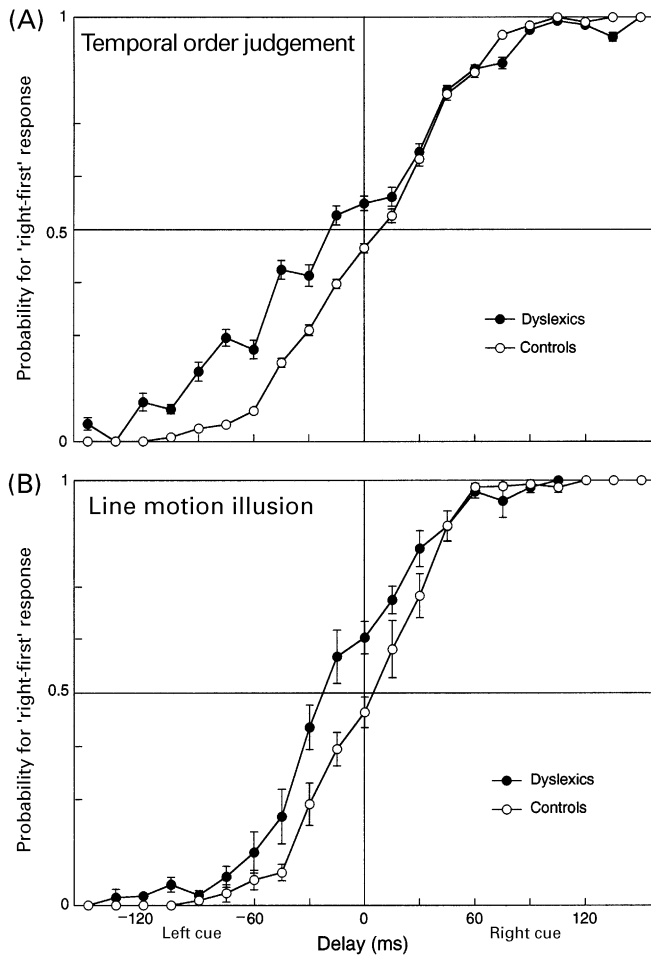 (A)
Temporal order judgement
1
0.5
0
Probability for 'right-first' response
Dyslexics
Controls
(B)
Line motion illusion
1
0.5
0
Probability for 'right-first' response
Dyslexics
Controls
−120 −60 0 60 120
Left cue Right cue
Delay (ms)